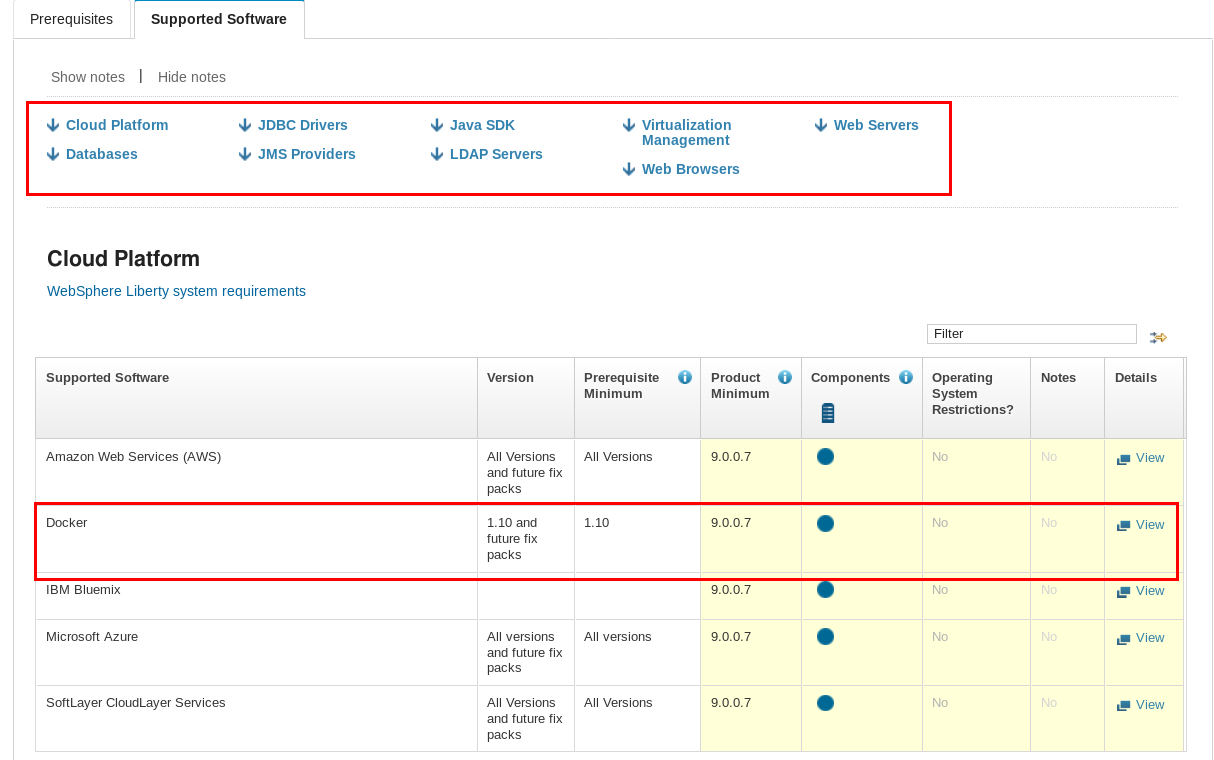 Prerequisites
Supported Software
Show notes | Hide notes
Cloud Platform
Databases
JDBC Drivers
JMS Providers
Java SDK
LDAP Servers
Virtualization
Management
Web Browsers
Web Servers
Cloud Platform
WebSphere Liberty system requirements
Filter
Supported Software
Version
Prerequisite
Minimum
Product
Minimum
Components
Operating
System
Restrictions?
Notes
Details
Amazon Web Services (AWS)
All Versions
and future fix
packs
All Versions
9.0.0.7
No
No
View
Docker
1.10 and
future fix
packs
1.10
9.0.0.7
No
No
View
IBM Bluemix
9.0.0.7
No
No
View
Microsoft Azure
All versions
and future fix
packs
All versions
9.0.0.7
No
No
View
SoftLayer CloudLayer Services
All Versions
and future fix
packs
All Versions
9.0.0.7
No
No
View